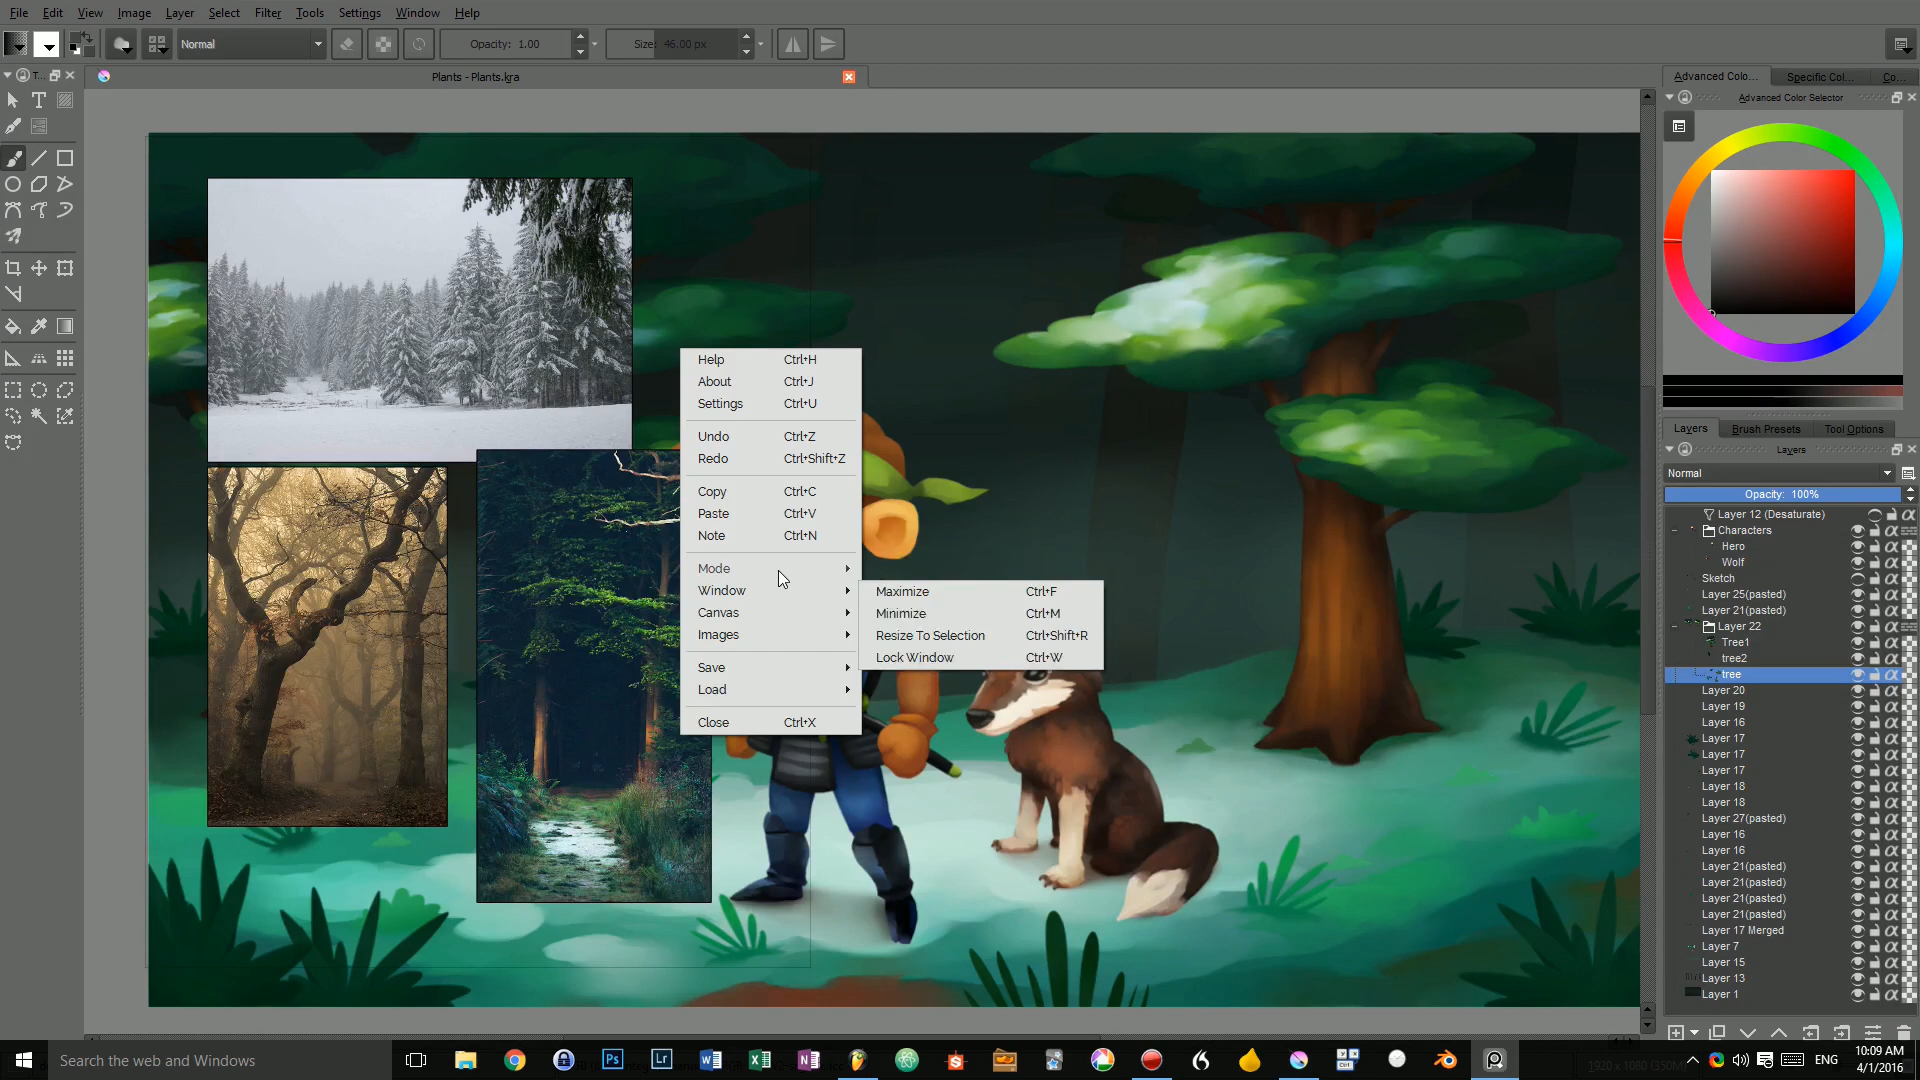 File Edit View Image Layer Select Filter Tools Settings Window Help
Normal Opacity: 1.00 Size: 46.00 px
T... Plants - Plants.kra
Advanced Colo... Specific Col... Co...
Advanced Color Selector
Help Ctrl+H
About Ctrl+J
Settings Ctrl+U
Undo Ctrl+Z
Redo Ctrl+Shift+Z
Copy Ctrl+C
Paste Ctrl+V
Note Ctrl+N
Mode
Window
Canvas
Images
Save
Load
Close Ctrl+X
Maximize Ctrl+F
Minimize Ctrl+M
Resize To Selection Ctrl+Shift+R
Lock Window Ctrl+W
Layers Brush Presets Tool Options
Layers
Normal
Opacity: 100%
Layer 12 (Desaturate)
Characters
Hero
Wolf
Sketch
Layer 25(pasted)
Layer 21(pasted)
Layer 22
Tree1
tree2
tree
Layer 20
Layer 19
Layer 16
Layer 17
Layer 17
Layer 17
Layer 18
Layer 18
Layer 27(pasted)
Layer 16
Layer 16
Layer 21(pasted)
Layer 21(pasted)
Layer 21(pasted)
Layer 21(pasted)
Layer 17 Merged
Layer 7
Layer 15
Layer 13
Layer 1
Search the web and Windows
Ps
Lr
1920 x 1080 (350M)
ENG
10:09 AM
4/1/2016